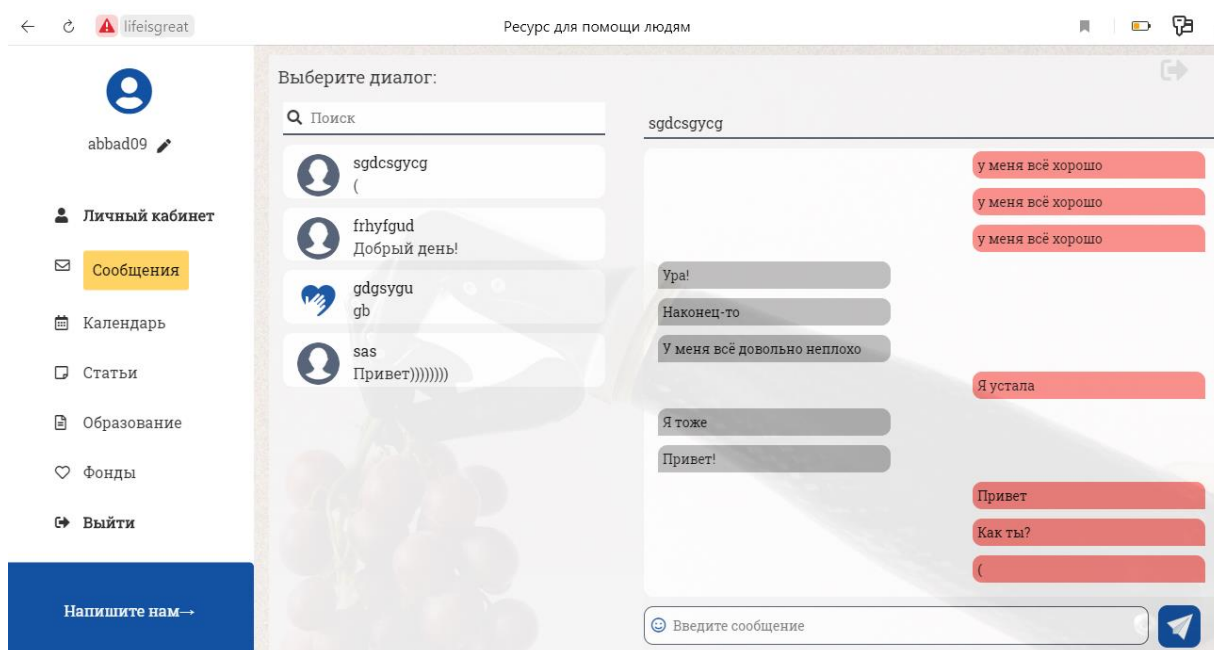 lifeisgreat
Ресурс для помощи людям
abbad09
Личный кабинет
Сообщения
Календарь
Статьи
Образование
Фонды
Выйти
Напишите нам→
Выберите диалог:
Поиск
sgdcsgycg
(
frhyfgud
Добрый день!
gdgsygu
gb
sas
Привет))))))))
sgdcsgycg
у меня всё хорошо
у меня всё хорошо
у меня всё хорошо
Ура!
Наконец-то
У меня всё довольно неплохо
Я устала
Я тоже
Привет!
Привет
Как ты?
(
Введите сообщение